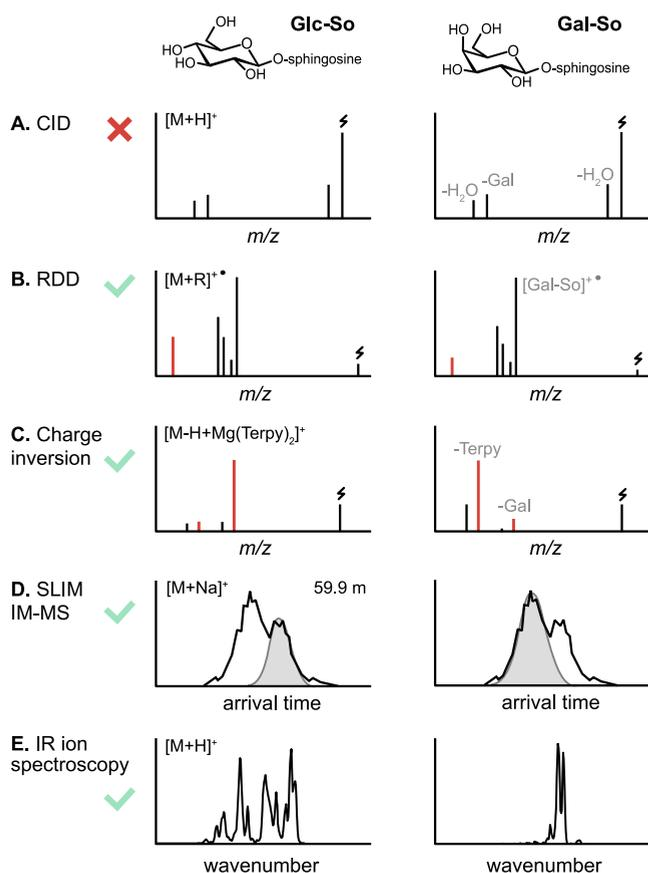 Glc-So
Gal-So
OH
HO
HO
O
OH
O-sphingosine
OH
OH
O
HO
OH
O-sphingosine
A. CID
[M+H]⁺
-H₂O
-Gal
-H₂O
m/z
m/z
B. RDD
[M+R]⁺•
[Gal-So]⁺•
m/z
m/z
C. Charge
inversion
[M-H+Mg(Terpy)₂]⁺
-Terpy
-Gal
m/z
m/z
D. SLIM
IM-MS
[M+Na]⁺
59.9 m
arrival time
arrival time
E. IR ion
spectroscopy
[M+H]⁺
wavenumber
wavenumber